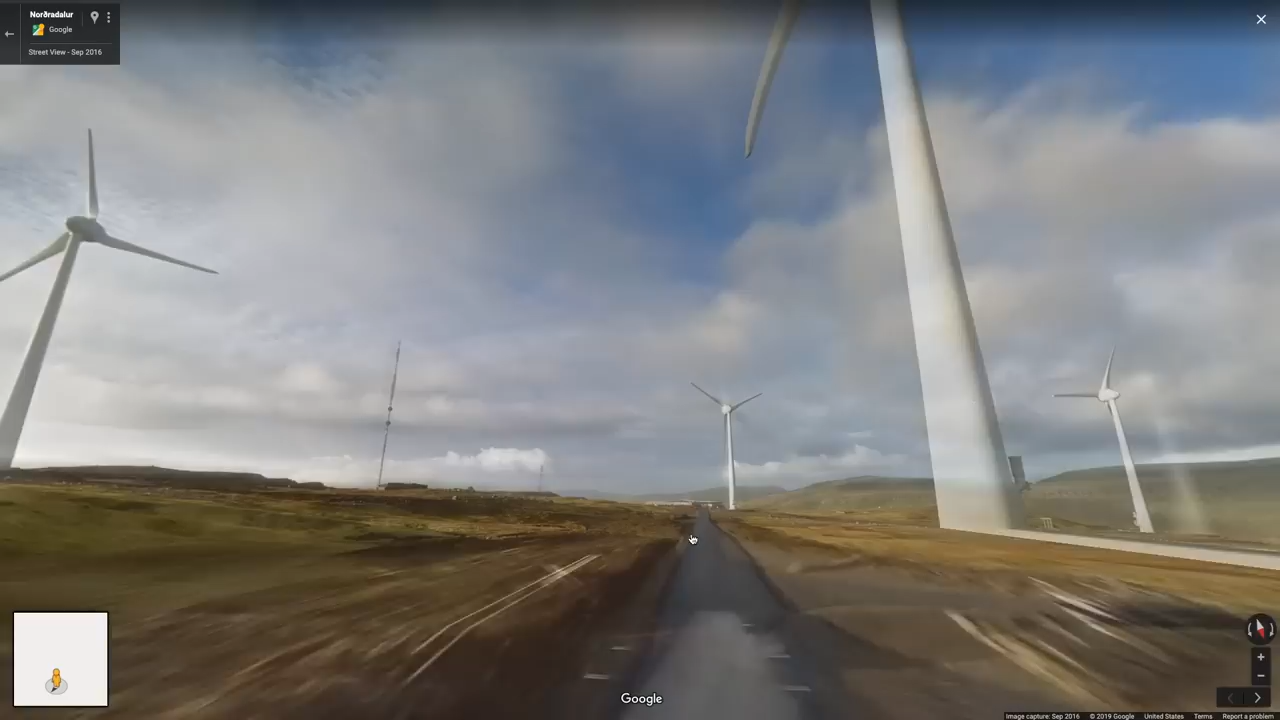 Norðradalur
Google
Street View - Sep 2016
Google
Image capture: Sep 2016 © 2019 Google United States Terms Report a problem